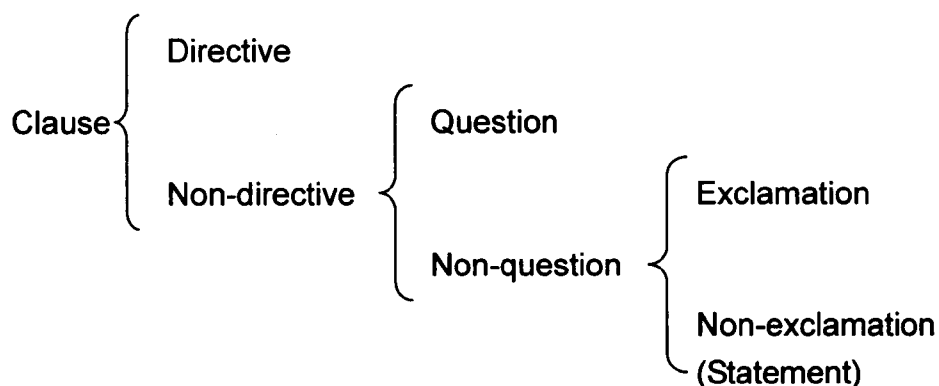 Directive
Clause
Question
Non-directive
Exclamation
Non-question
Non-exclamation
(Statement)